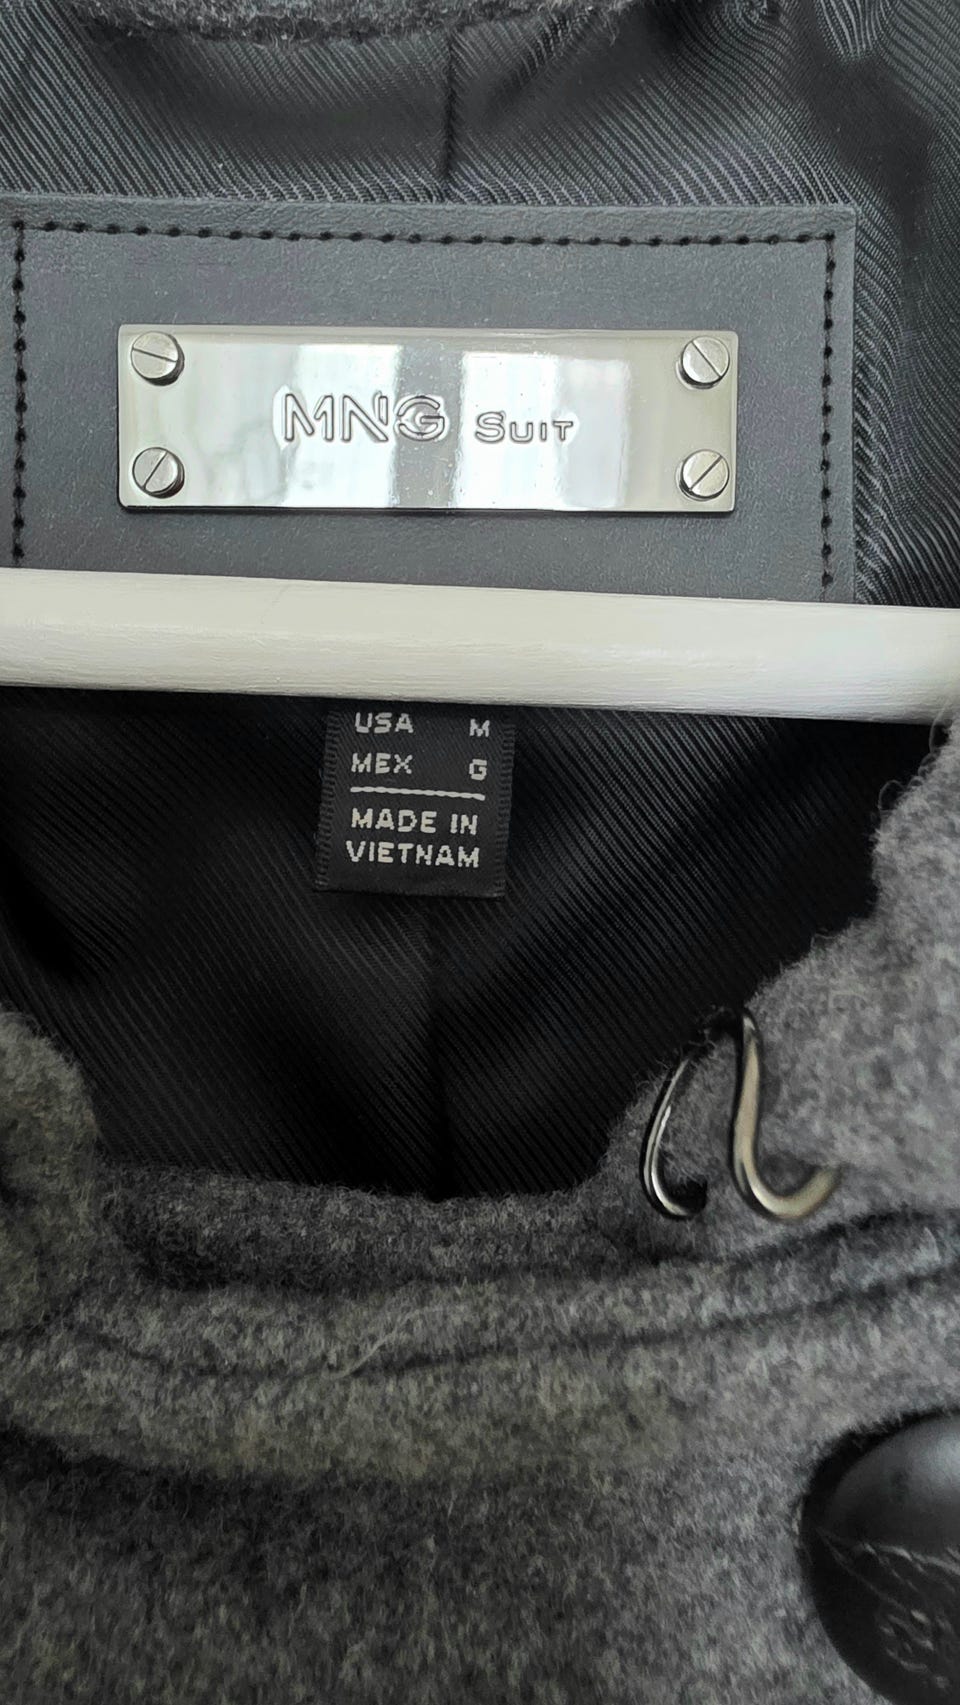 MNG SUIT
USA M
MEX G
MADE IN
VIETNAM